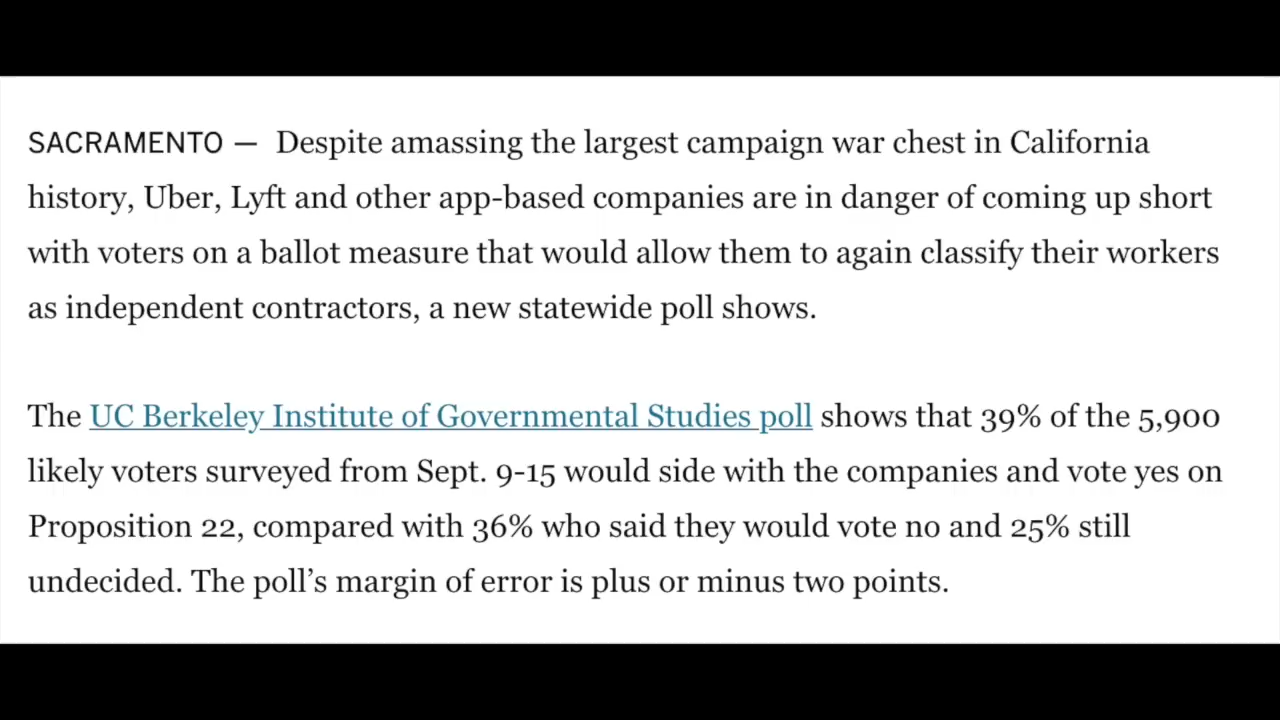 SACRAMENTO — Despite amassing the largest campaign war chest in California
history, Uber, Lyft and other app-based companies are in danger of coming up short
with voters on a ballot measure that would allow them to again classify their workers
as independent contractors, a new statewide poll shows.
The UC Berkeley Institute of Governmental Studies poll shows that 39% of the 5,900
likely voters surveyed from Sept. 9-15 would side with the companies and vote yes on
Proposition 22, compared with 36% who said they would vote no and 25% still
undecided. The poll’s margin of error is plus or minus two points.